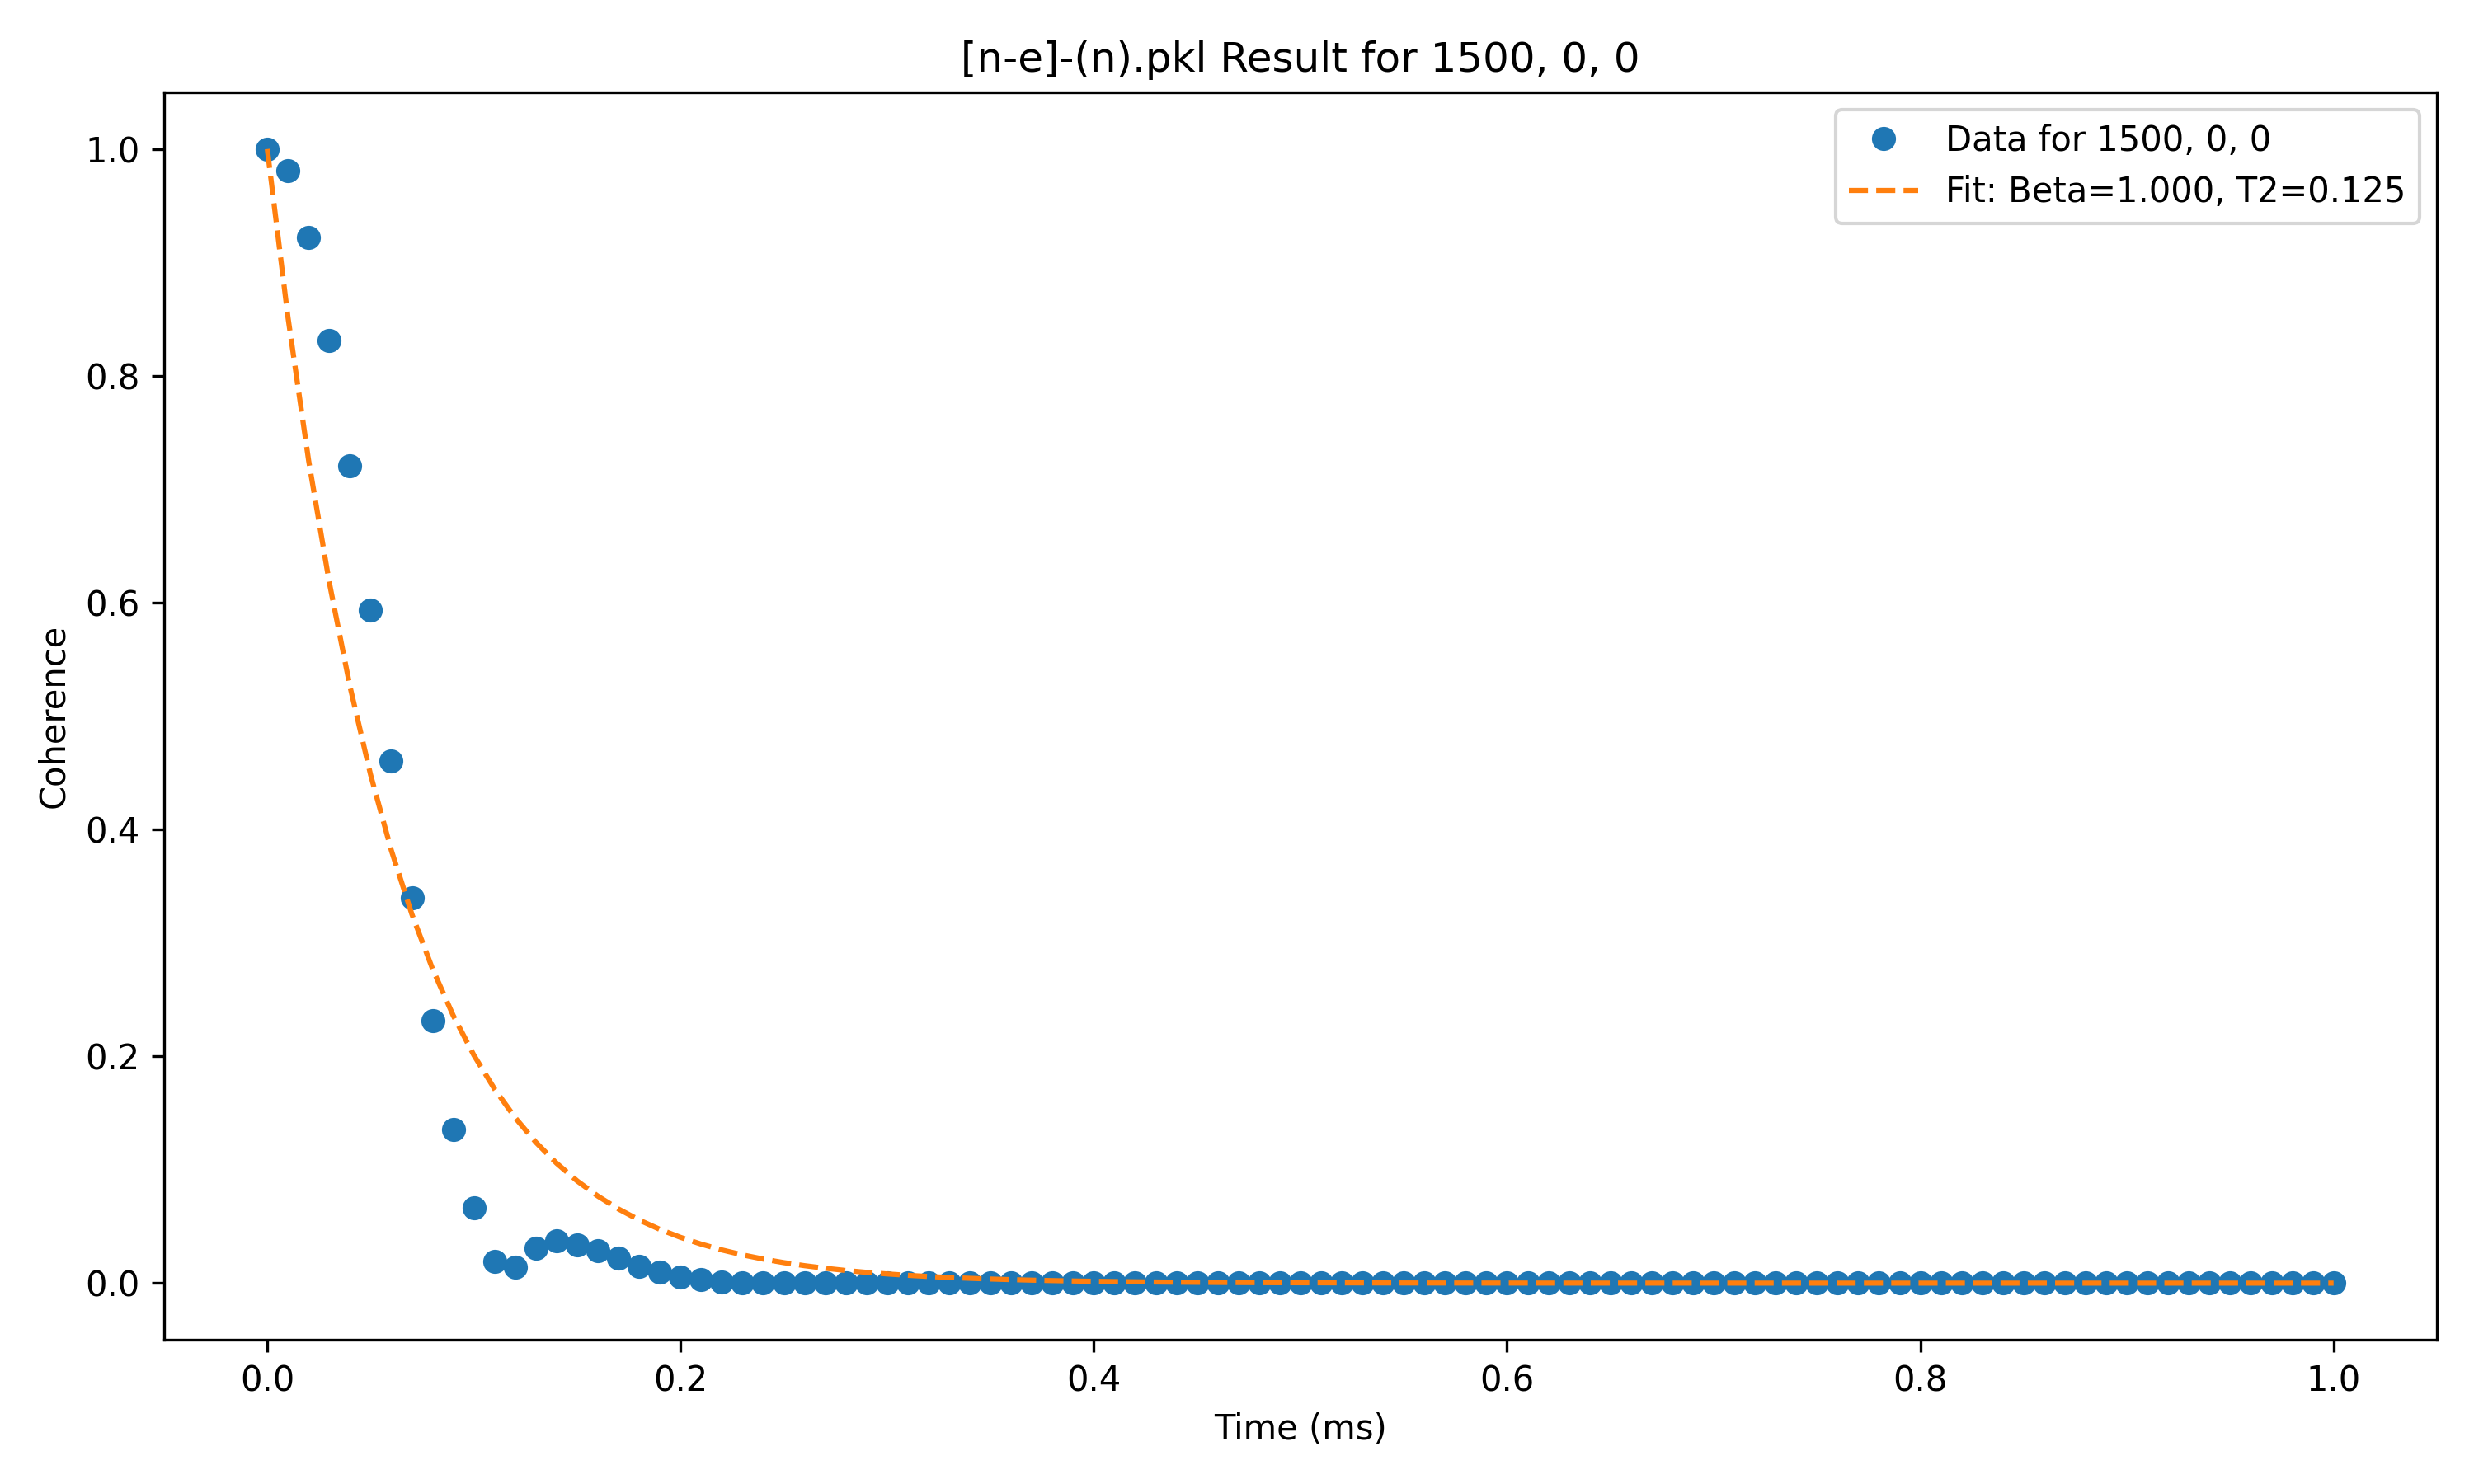 [n-e]-(n).pkl Result for 1500, 0, 0
Data for 1500, 0, 0
Fit: Beta=1.000, T2=0.125
Coherence
1.0
0.8
0.6
0.4
0.2
0.0
0.0 0.2 0.4 0.6 0.8 1.0
Time (ms)